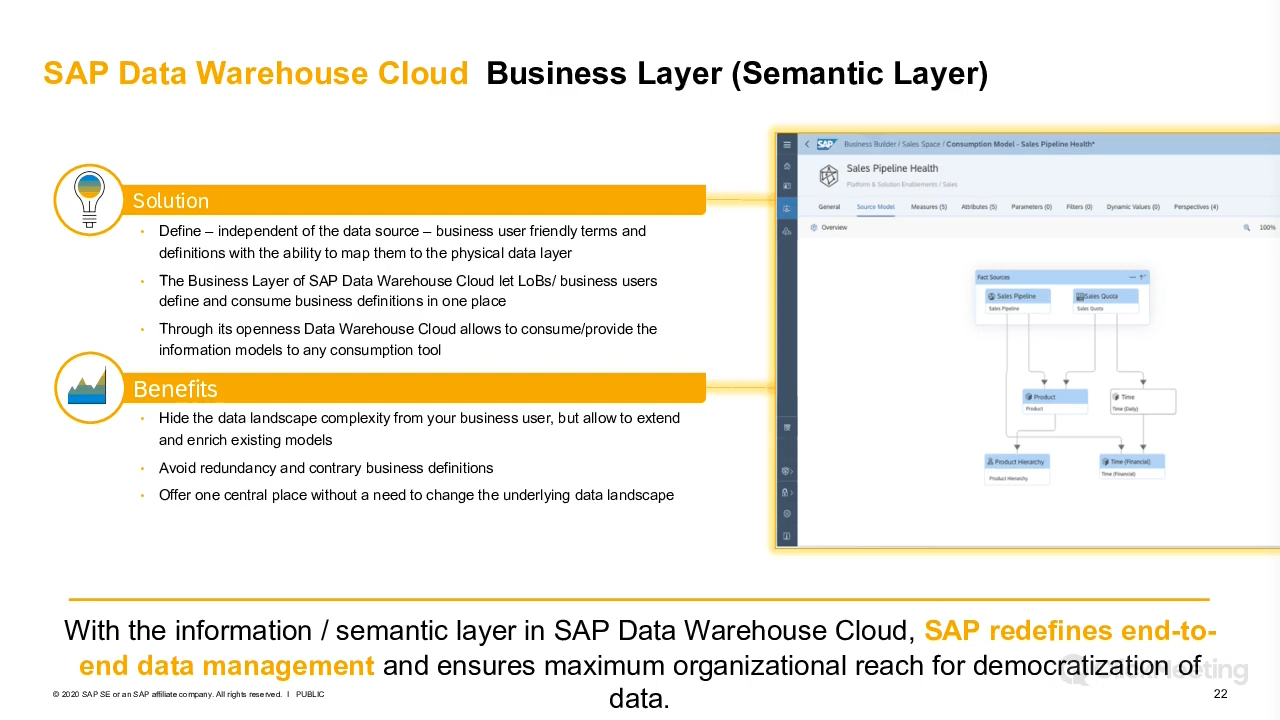 SAP Data Warehouse Cloud Business Layer (Semantic Layer)
Solution
• Define – independent of the data source – business user friendly terms and
definitions with the ability to map them to the physical data layer
• The Business Layer of SAP Data Warehouse Cloud let LoBs/ business users
define and consume business definitions in one place
• Through its openness Data Warehouse Cloud allows to consume/provide the
information models to any consumption tool
Benefits
• Hide the data landscape complexity from your business user, but allow to extend
and enrich existing models
• Avoid redundancy and contrary business definitions
• Offer one central place without a need to change the underlying data landscape
SAP Business Builder / Sales Space / Consumption Model - Sales Pipeline Health*
Sales Pipeline Health
Platform & Solution Enablements / Sales
General Source Model Measures (5) Attributes (5) Parameters (0) Filters (0) Dynamic Values (0) Perspectives (4)
Overview 100%
Fact Sources
Sales Pipeline Sales Quota
Sales Pipeline Sales Quota
Product Time
Product Time (Daily)
Product Hierarchy Time (Financial)
Product Hierarchy Time (Financial)
With the information / semantic layer in SAP Data Warehouse Cloud, SAP redefines end-to-
end data management and ensures maximum organizational reach for democratization of
data.
ClickMeeting
© 2020 SAP SE or an SAP affiliate company. All rights reserved. I PUBLIC
22